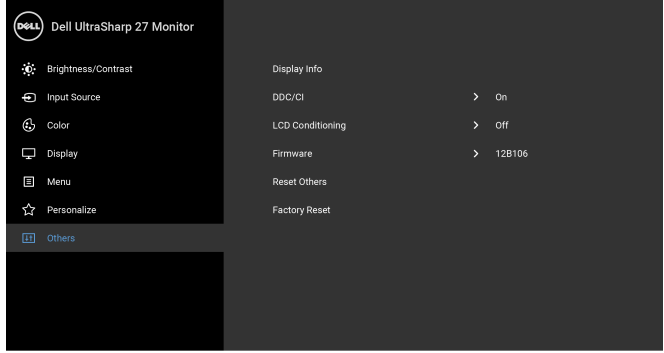 DELL Dell UltraSharp 27 Monitor
Brightness/Contrast
Input Source
Color
Display
Menu
Personalize
Others
Display Info
DDC/CI > On
LCD Conditioning > Off
Firmware > 12B106
Reset Others
Factory Reset